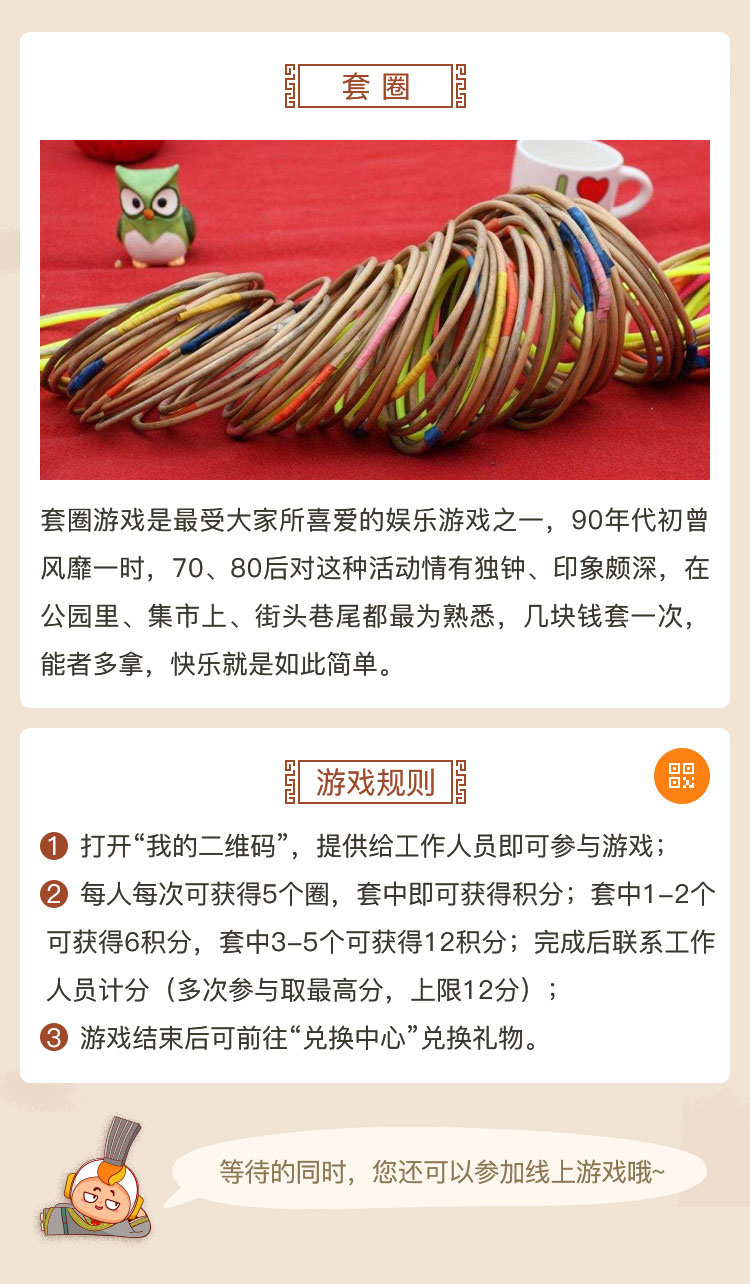 套圈
I
套圈游戏是最受大家所喜爱的娱乐游戏之一，90年代初曾
风靡一时，70、80后对这种活动情有独钟、印象颇深，在
公园里、集市上、街头巷尾都最为熟悉，几块钱套一次，
能者多拿，快乐就是如此简单。
游戏规则
1 打开“我的二维码”，提供给工作人员即可参与游戏；
2 每人每次可获得5个圈，套中即可获得积分；套中1-2个
可获得6积分，套中3-5个可获得12积分；完成后联系工作
人员计分（多次参与取最高分，上限12分）；
3 游戏结束后可前往“兑换中心”兑换礼物。
等待的同时，您还可以参加线上游戏哦~